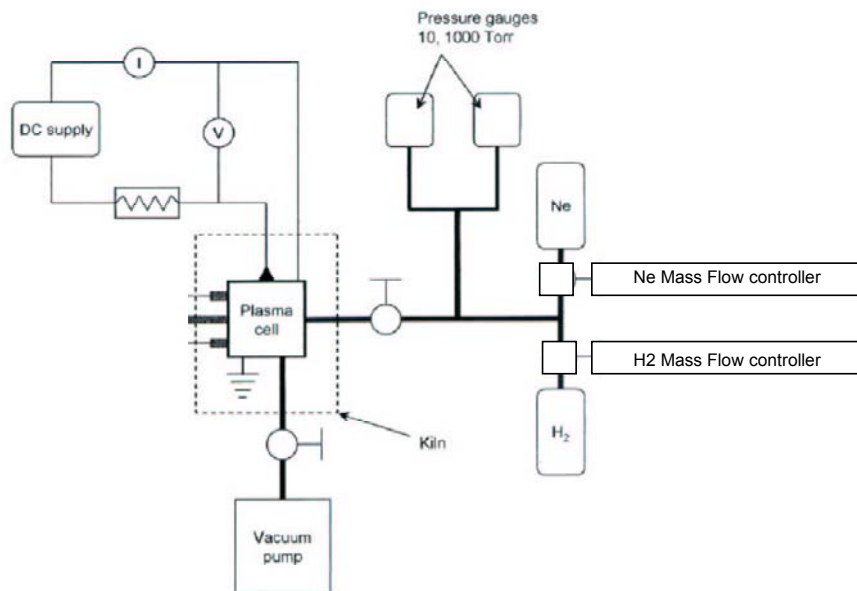 Pressure gauges
10, 1000 Torr
I
DC supply
V
Ne
Ne Mass Flow controller
Plasma
cell
H2 Mass Flow controller
H₂
Kiln
Vacuum
pump